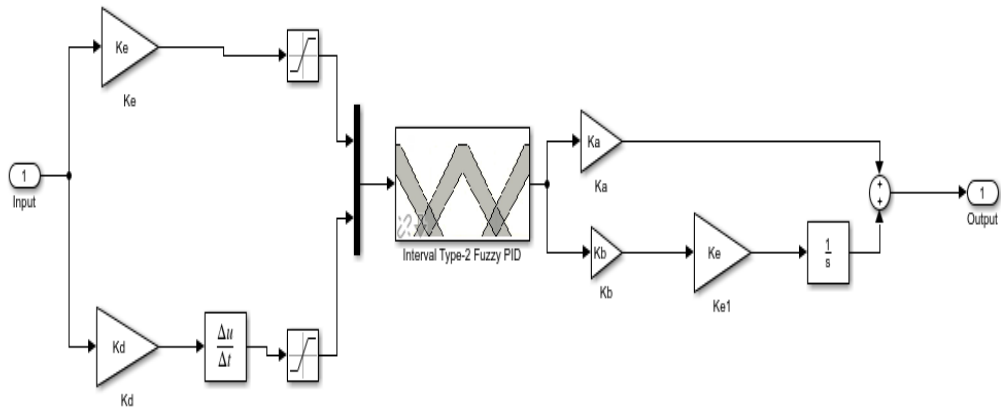 Ke
Ke
1
Input
Kd
Δu
Δt
Kd
Interval Type-2 Fuzzy PID
Ka
Ka
Kb
Kb
Ke
Ke1
1
s
+
+
1
Output